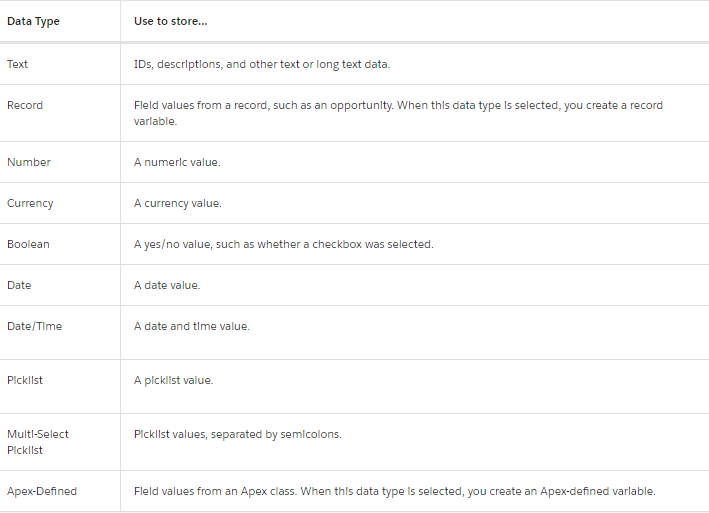 Data Type Use to store...
Text IDs, descriptions, and other text or long text data.
Record Field values from a record, such as an opportunity. When this data type is selected, you create a record
variable.
Number A numeric value.
Currency A currency value.
Boolean A yes/no value, such as whether a checkbox was selected.
Date A date value.
Date/Time A date and time value.
Picklist A picklist value.
Multi-Select Picklist values, separated by semicolons.
Picklist
Apex-Defined Field values from an Apex class. When this data type is selected, you create an Apex-defined variable.